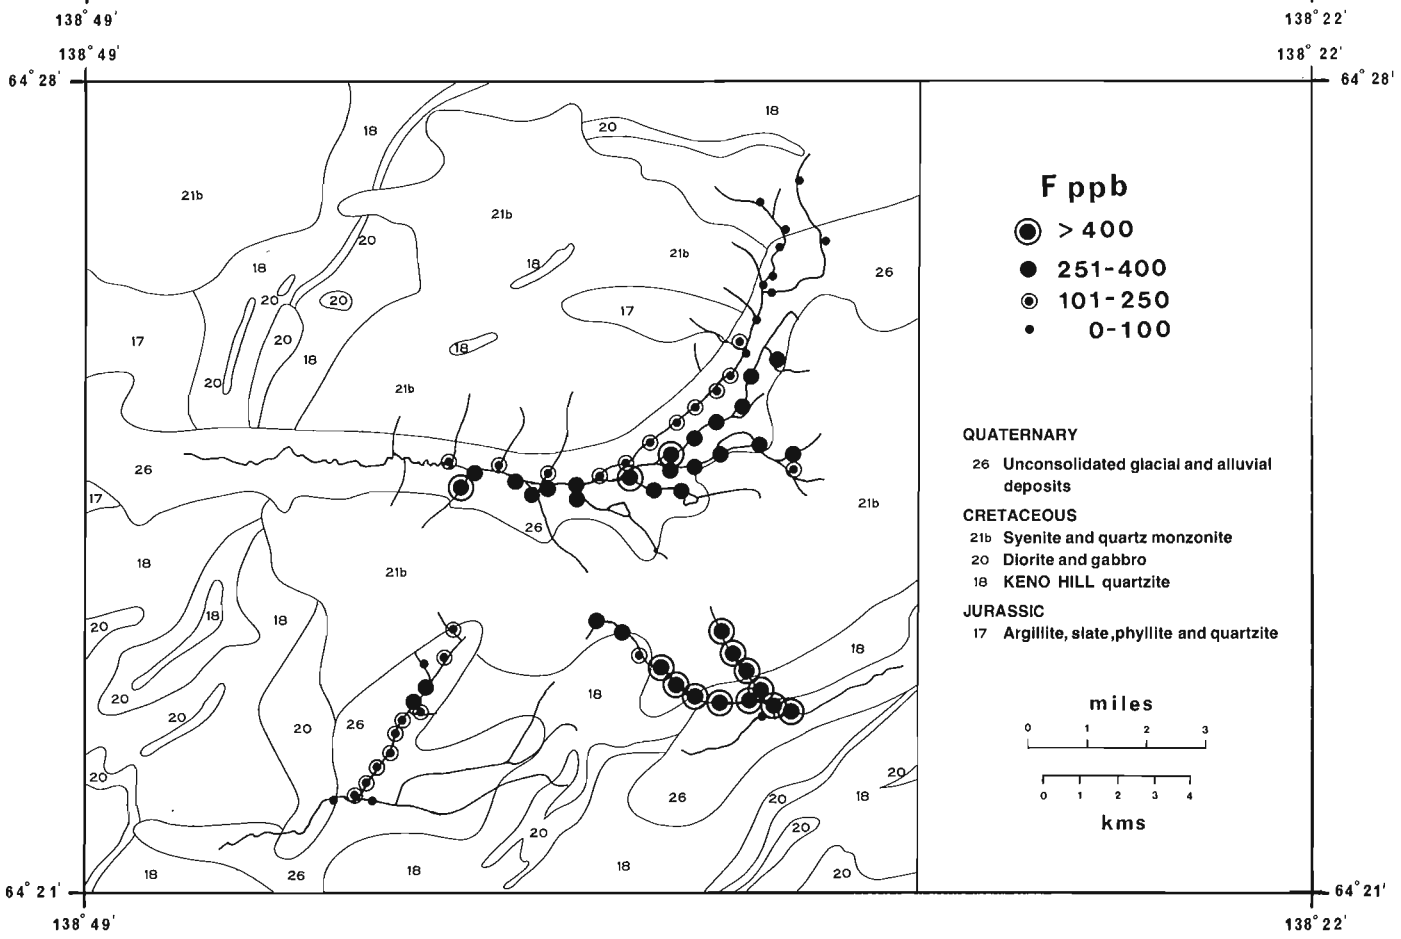 138° 49' 138° 22'
138° 49' 138° 22'
64° 28' 64° 28'
18
18
20
21b
21b
20
21b
18
18
26
20
20
17
17
20
18
18
20
21b
26
17
21b
26
18
21b
18
18
20
18
20
18
20
20
26
20
20
26
20
18
20
20
18
18
18
20
26
F ppb
> 400
251-400
101-250
0-100
QUATERNARY
26 Unconsolidated glacial and alluvial
deposits
CRETACEOUS
21b Syenite and quartz monzonite
20 Diorite and gabbro
18 KENO HILL quartzite
JURASSIC
17 Argillite, slate ,phyllite and quartzite
miles
0 1 2 3
0 1 2 3 4
kms
64° 21' 64° 21'
138° 49' 138° 22'